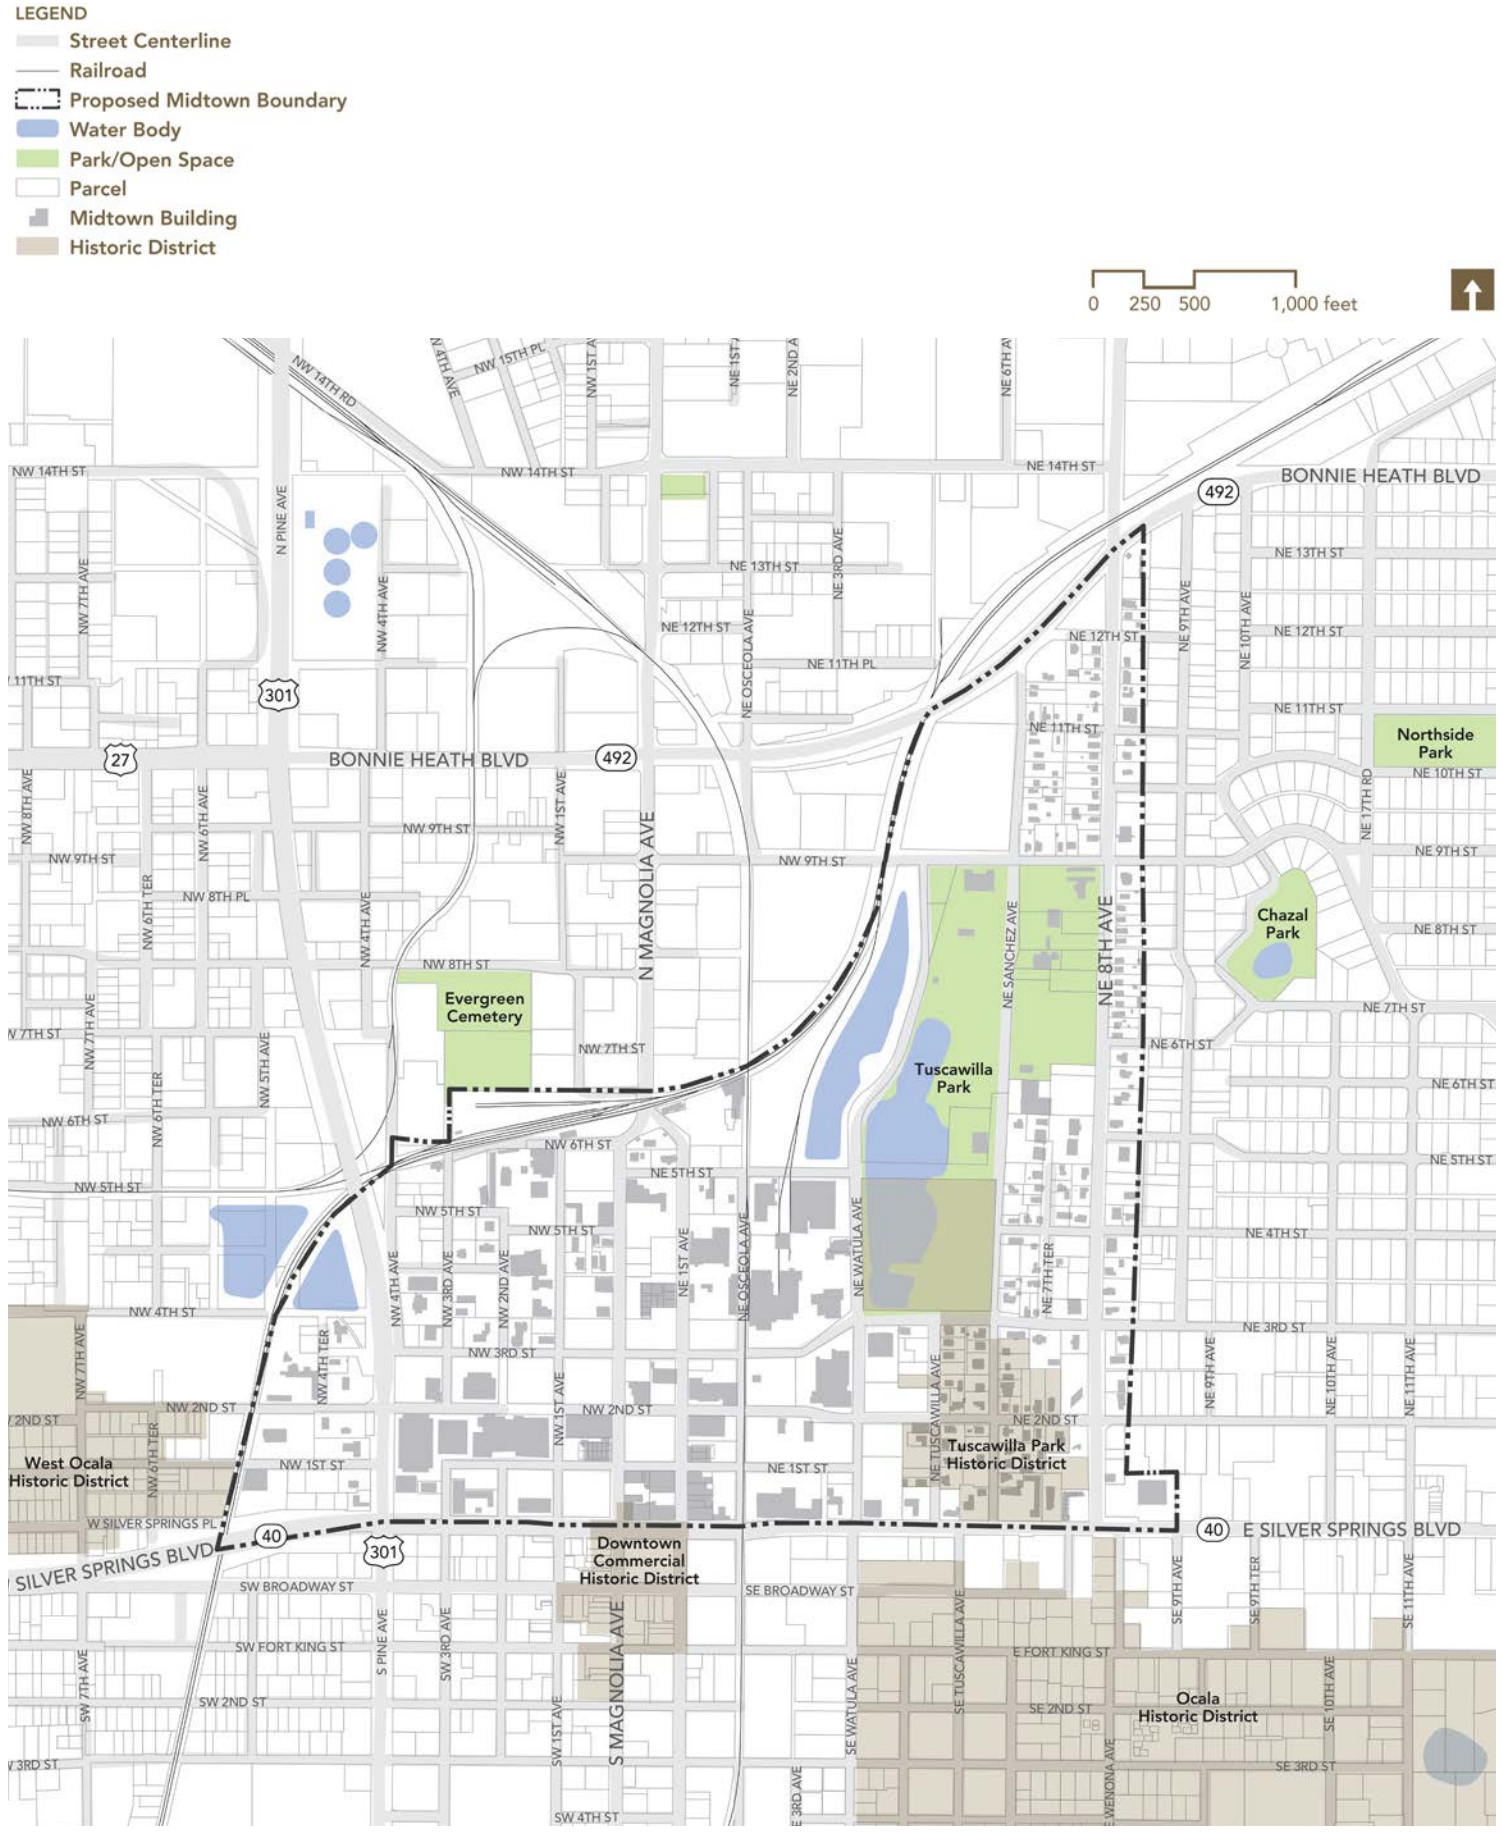 LEGEND
Street Centerline
Railroad
Proposed Midtown Boundary
Water Body
Park/Open Space
Parcel
Midtown Building
Historic District
0 250 500 1,000 feet
NW 14TH RD
NW 15TH PL
NW 14TH ST
NW 14TH ST
NE 14TH ST
BONNIE HEATH BLVD
492
N PINE AVE
NE 13TH ST
NE 3RD AVE
NE 13TH ST
NW 7TH AVE
NW 4TH AVE
NE 12TH ST
NE OSCEOLA AVE
NE 12TH ST
NE 9TH AVE
NE 10TH AVE
NE 12TH ST
NE 11TH PL
11TH ST
301
NE 11TH ST
NE 11TH ST
Northside
Park
27
BONNIE HEATH BLVD
492
NE 10TH ST
NW 8TH AVE
NW 6TH AVE
NW 1ST AVE
N MAGNOLIA AVE
NE 17TH RD
NW 9TH ST
NW 9TH ST
NW 9TH ST
NE 9TH ST
NW 6TH TER
NW 8TH PL
NW 4TH AVE
NE SANCHEZ AVE
NE 8TH AVE
Chazal
Park
NE 8TH ST
NW 8TH ST
Evergreen
Cemetery
NE 7TH ST
NW 7TH AVE
NW 5TH AVE
NW 7TH ST
NE 6TH ST
Tuscawilla
Park
NW 6TH TER
NE 6TH ST
NW 6TH ST
NW 6TH ST
NE 5TH ST
NE 5TH ST
NW 5TH ST
NW 5TH ST
NW 5TH ST
NE 4TH ST
NW 4TH AVE
NW 3RD AVE
NW 2ND AVE
NE 1ST AVE
NE OSCEOLA AVE
NE WATULA AVE
NE 7TH TER
NW 4TH ST
NE 3RD ST
NW 7TH AVE
NW 4TH TER
NW 3RD ST
NE TUSCAWILLA AVE
NE 9TH AVE
NE 10TH AVE
NE 11TH AVE
NW 2ND ST
NW 1ST AVE
NW 2ND ST
NE 2ND ST
2ND ST
NW 6TH TER
West Ocala
Historic District
NW 1ST ST
NE 1ST ST
Tuscawilla Park
Historic District
W SILVER SPRINGS PL
40
301
40
E SILVER SPRINGS BLVD
SILVER SPRINGS BLVD
Downtown
Commercial
Historic District
SW BROADWAY ST
SE BROADWAY ST
SE 9TH AVE
SE 9TH TER
SE 11TH AVE
S PINE AVE
SW 3RD AVE
S MAGNOLIA AVE
SE TUSCAWILLA AVE
SW FORT KING ST
E FORT KING ST
SW 7TH AVE
SW 2ND ST
SW 1ST AVE
SE WATULA AVE
SE 2ND ST
Ocala
Historic District
SE 10TH AVE
3RD ST
SE 3RD ST
WENONA AVE
3RD AVE
SW 4TH ST